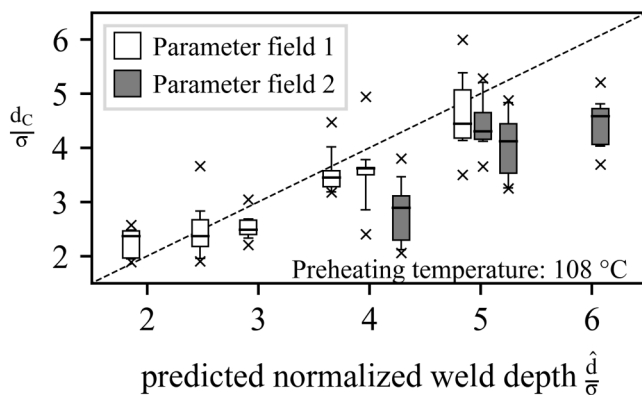 6
5
4
3
2
d_C/σ
Parameter field 1
Parameter field 2
Preheating temperature: 108 °C
2 3 4 5 6
predicted normalized weld depth d̂/σ